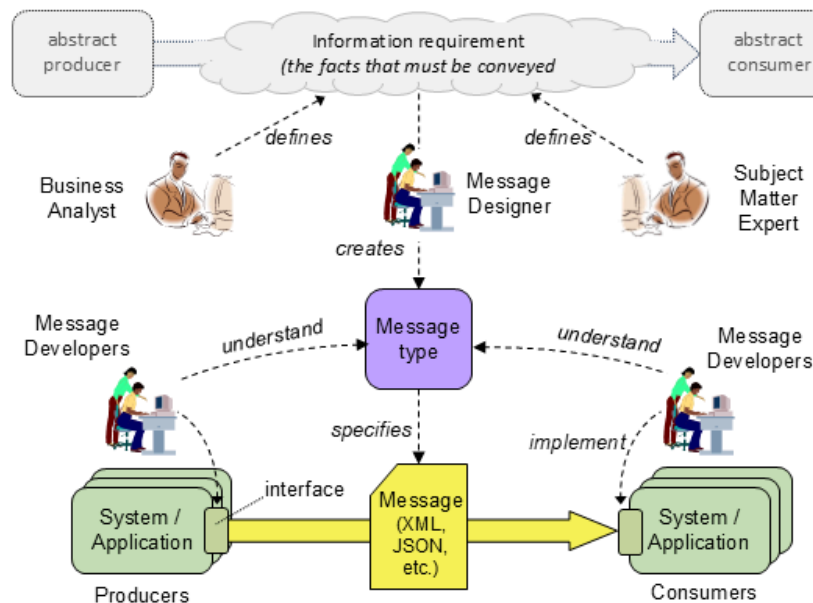 abstract
producer
Information requirement
(the facts that must be conveyed
abstract
consumer
defines
defines
Business
Analyst
Message
Designer
Subject
Matter
Expert
creates
Message
Developers
understand
Message
type
understand
Message
Developers
specifies
implement
interface
System /
Application
Message
(XML,
JSON,
etc.)
System /
Application
Producers
Consumers